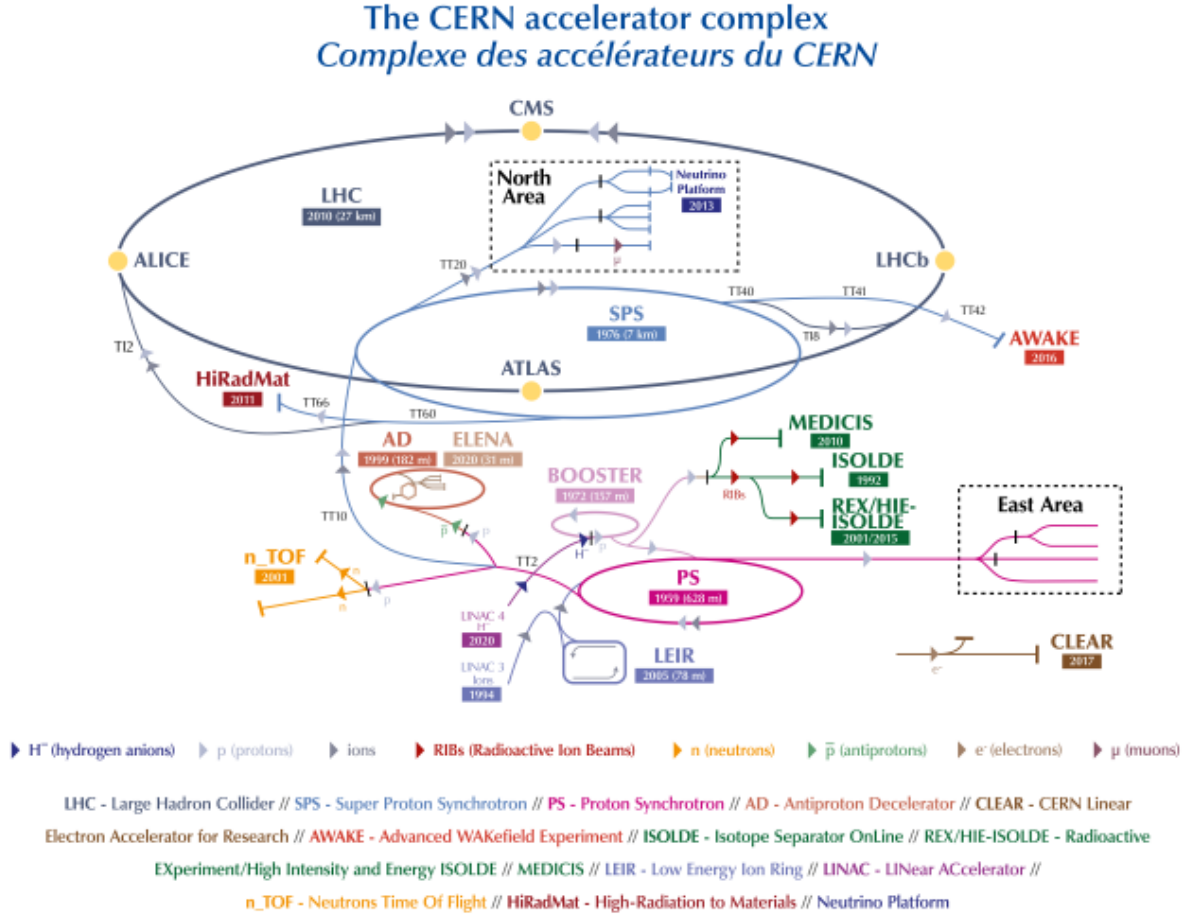 The CERN accelerator complex
Complexe des accélérateurs du CERN
CMS
North
Area
Neutrino
Platform
2013
LHC
2010 (27 km)
μ
ALICE
LHCb
TT20
TT40
TT41
TT42
SPS
1976 (7 km)
TI8
TI2
AWAKE
2016
ATLAS
HiRadMat
2011
TT66
TT60
MEDICIS
2010
AD
1999 (182 m)
ELENA
2020 (31 m)
BOOSTER
1972 (157 m)
ISOLDE
1992
RIBs
REX/HIE-
ISOLDE
2001/2015
East Area
TT10
p̄
p
H⁻
p
n_TOF
2001
n
n
p
TT2
PS
1959 (628 m)
LINAC 4
H⁻
2020
LINAC 3
Ions
1994
LEIR
2005 (78 m)
CLEAR
2017
e⁻
H⁻ (hydrogen anions)
p (protons)
ions
RIBs (Radioactive Ion Beams)
n (neutrons)
p̄ (antiprotons)
e⁻ (electrons)
μ (muons)
LHC - Large Hadron Collider // SPS - Super Proton Synchrotron // PS - Proton Synchrotron // AD - Antiproton Decelerator // CLEAR - CERN Linear
Electron Accelerator for Research // AWAKE - Advanced WAKefield Experiment // ISOLDE - Isotope Separator OnLine // REX/HIE-ISOLDE - Radioactive
EXperiment/High Intensity and Energy ISOLDE // MEDICIS // LEIR - Low Energy Ion Ring // LINAC - LINear ACcelerator //
n_TOF - Neutrons Time Of Flight // HiRadMat - High-Radiation to Materials // Neutrino Platform